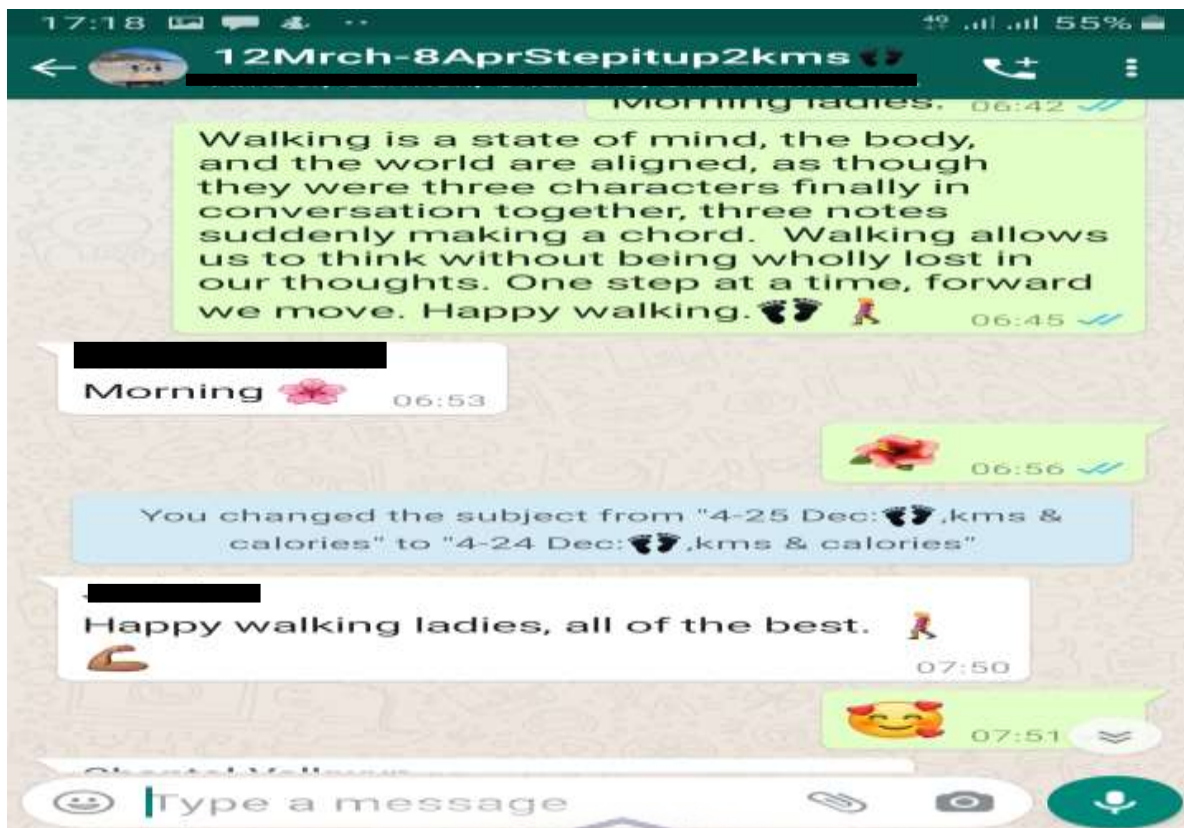 17:18 55%
12Mrch-8AprStepitup2kms
Morning ladies. 06:42
Walking is a state of mind, the body,
and the world are aligned, as though
they were three characters finally in
conversation together, three notes
suddenly making a chord. Walking allows
us to think without being wholly lost in
our thoughts. One step at a time, forward
we move. Happy walking.👣 🚶‍♀️ 06:45
Morning 🌸 06:53
🌺 06:56
You changed the subject from "4-25 Dec:👣,kms &
calories" to "4-24 Dec:👣,kms & calories"
Happy walking ladies, all of the best. 🚶‍♀️
💪🏽 07:50
🥰 07:51
Type a message